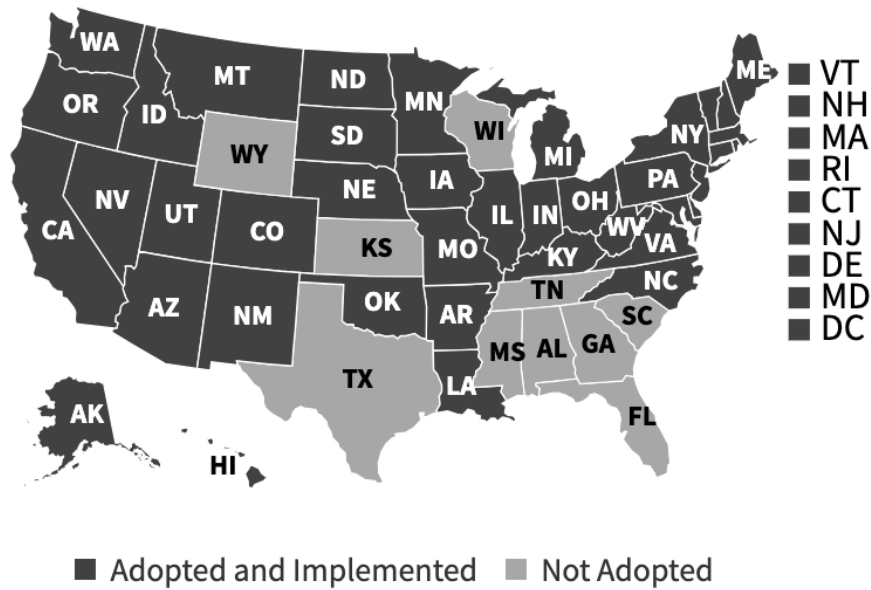 WA
MT
ND
MN
ME
VT
OR
ID
SD
WI
NH
WY
MI
NY
MA
NE
IA
PA
RI
NV
UT
IL
IN
OH
CT
CA
CO
KS
MO
WV
VA
NJ
KY
DE
AZ
NM
OK
AR
TN
NC
MD
SC
DC
TX
MS
AL
GA
LA
FL
AK
HI
Adopted and Implemented
Not Adopted